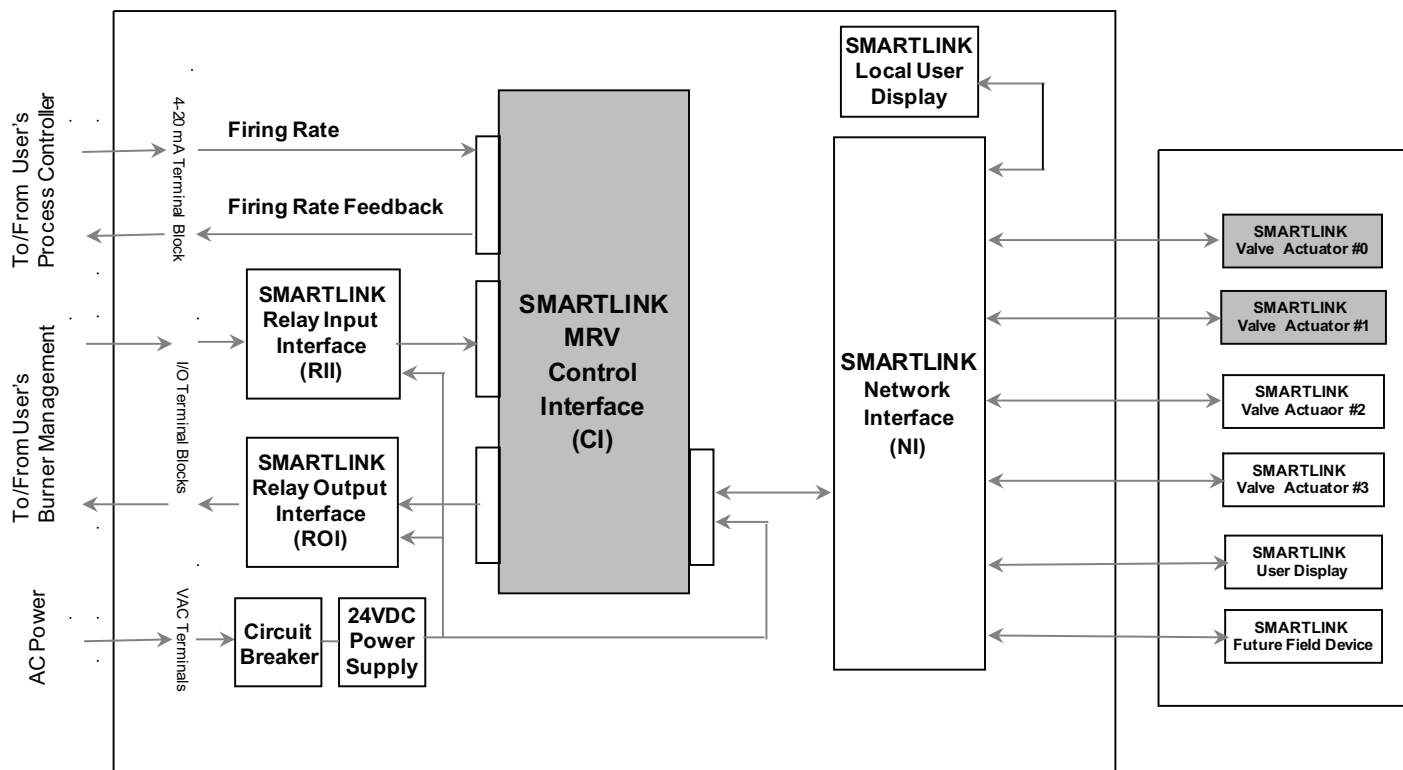 To/From User's
Process Controller
4-20 mA Terminal Block
Firing Rate
Firing Rate Feedback
To/From User's
Burner Management
I/O Terminal Blocks
SMARTLINK
Relay Input
Interface
(RII)
SMARTLINK
Relay Output
Interface
(ROI)
AC Power
VAC Terminals
Circuit
Breaker
24VDC
Power
Supply
SMARTLINK
MRV
Control
Interface
(CI)
SMARTLINK
Local User
Display
SMARTLINK
Network
Interface
(NI)
SMARTLINK
Valve Actuator #0
SMARTLINK
Valve Actuator #1
SMARTLINK
Valve Actuaor #2
SMARTLINK
Valve Actuator #3
SMARTLINK
User Display
SMARTLINK
Future Field Device